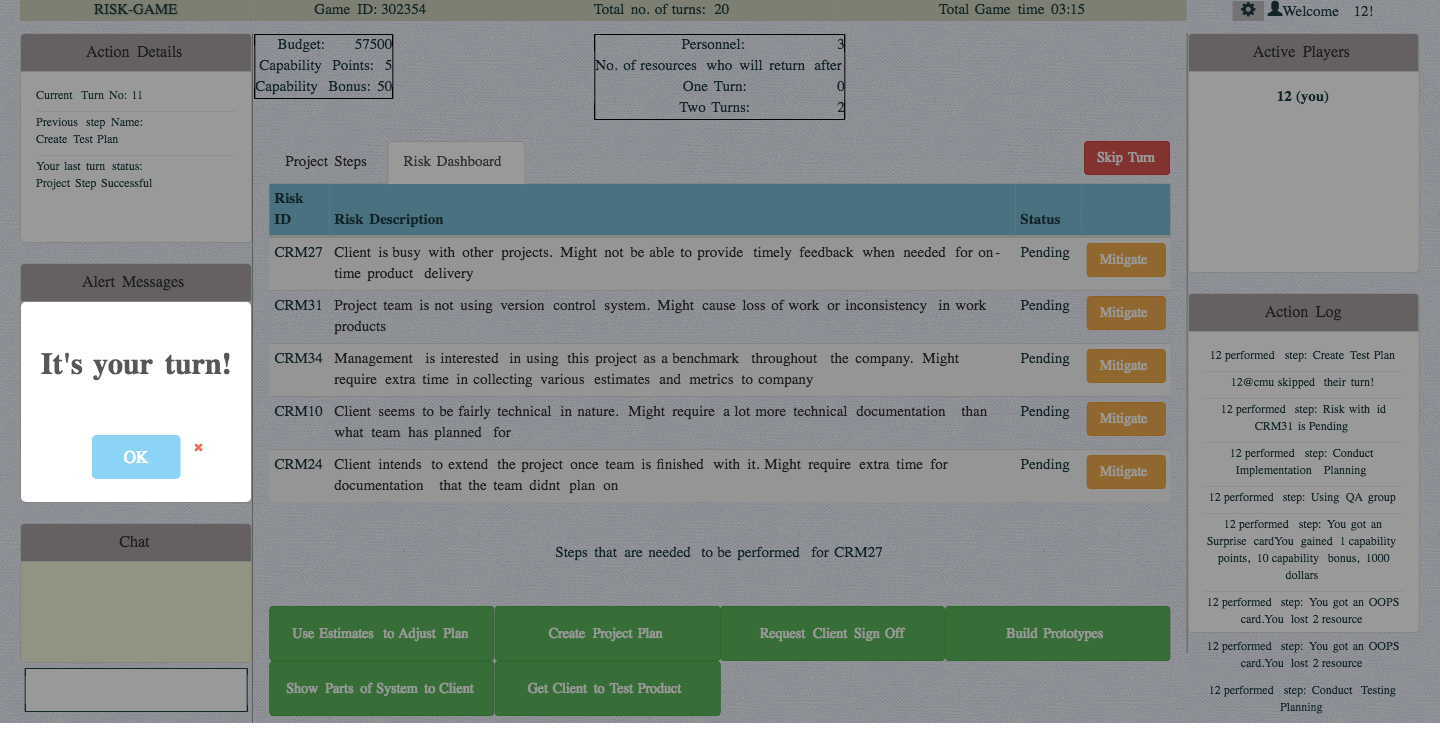 RISK-GAME
Game ID: 302354
Total no. of turns: 20
Total Game time 03:15
Welcome 12!
Action Details
Current Turn No: 11
Previous step Name:
Create Test Plan
Your last turn status:
Project Step Successful
Alert Messages
It's your turn!
OK
Chat
Budget: 57500
Capability Points: 5
Capability Bonus: 50
Personnel: 3
No. of resources who will return after
One Turn: 0
Two Turns: 2
Project Steps
Risk Dashboard
Skip Turn
Risk
ID
Risk Description
Status
CRM27 Client is busy with other projects. Might not be able to provide timely feedback when needed for on-
time product delivery
Pending
Mitigate
CRM31 Project team is not using version control system. Might cause loss of work or inconsistency in work
products
Pending
Mitigate
CRM34 Management is interested in using this project as a benchmark throughout the company. Might
require extra time in collecting various estimates and metrics to company
Pending
Mitigate
CRM10 Client seems to be fairly technical in nature. Might require a lot more technical documentation than
what team has planned for
Pending
Mitigate
CRM24 Client intends to extend the project once team is finished with it. Might require extra time for
documentation that the team didnt plan on
Pending
Mitigate
Steps that are needed to be performed for CRM27
Use Estimates to Adjust Plan
Create Project Plan
Request Client Sign Off
Build Prototypes
Show Parts of System to Client
Get Client to Test Product
Active Players
12 (you)
Action Log
12 performed step: Create Test Plan
12@cmu skipped their turn!
12 performed step: Risk with id
CRM31 is Pending
12 performed step: Conduct
Implementation Planning
12 performed step: Using QA group
12 performed step: You got an
Surprise cardYou gained 1 capability
points, 10 capability bonus, 1000
dollars
12 performed step: You got an OOPS
card.You lost 2 resource
12 performed step: You got an OOPS
card.You lost 2 resource
12 performed step: Conduct Testing
Planning